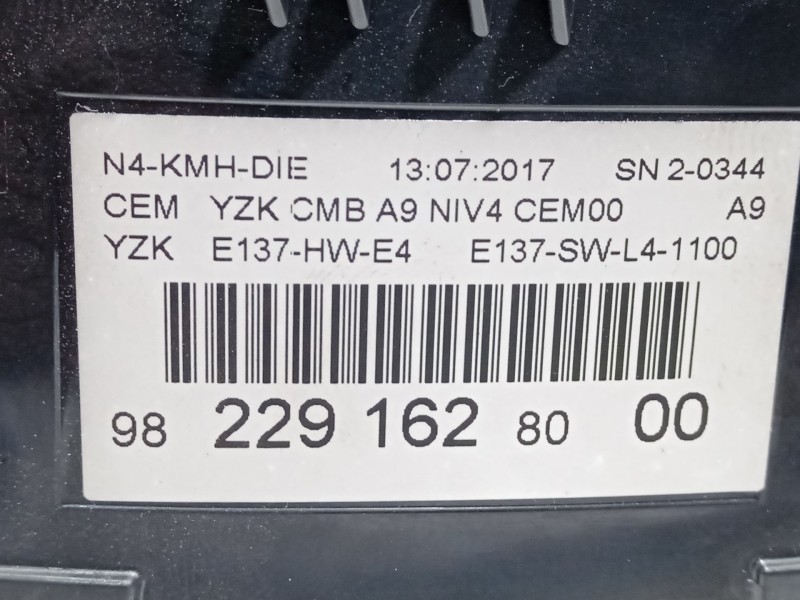 N4-KMH-DIE 13:07:2017 SN 2-0344
CEM YZK CMB A9 NIV4 CEM00 A9
YZK E137-HW-E4 E137-SW-L4-1100
98 229 162 80 00